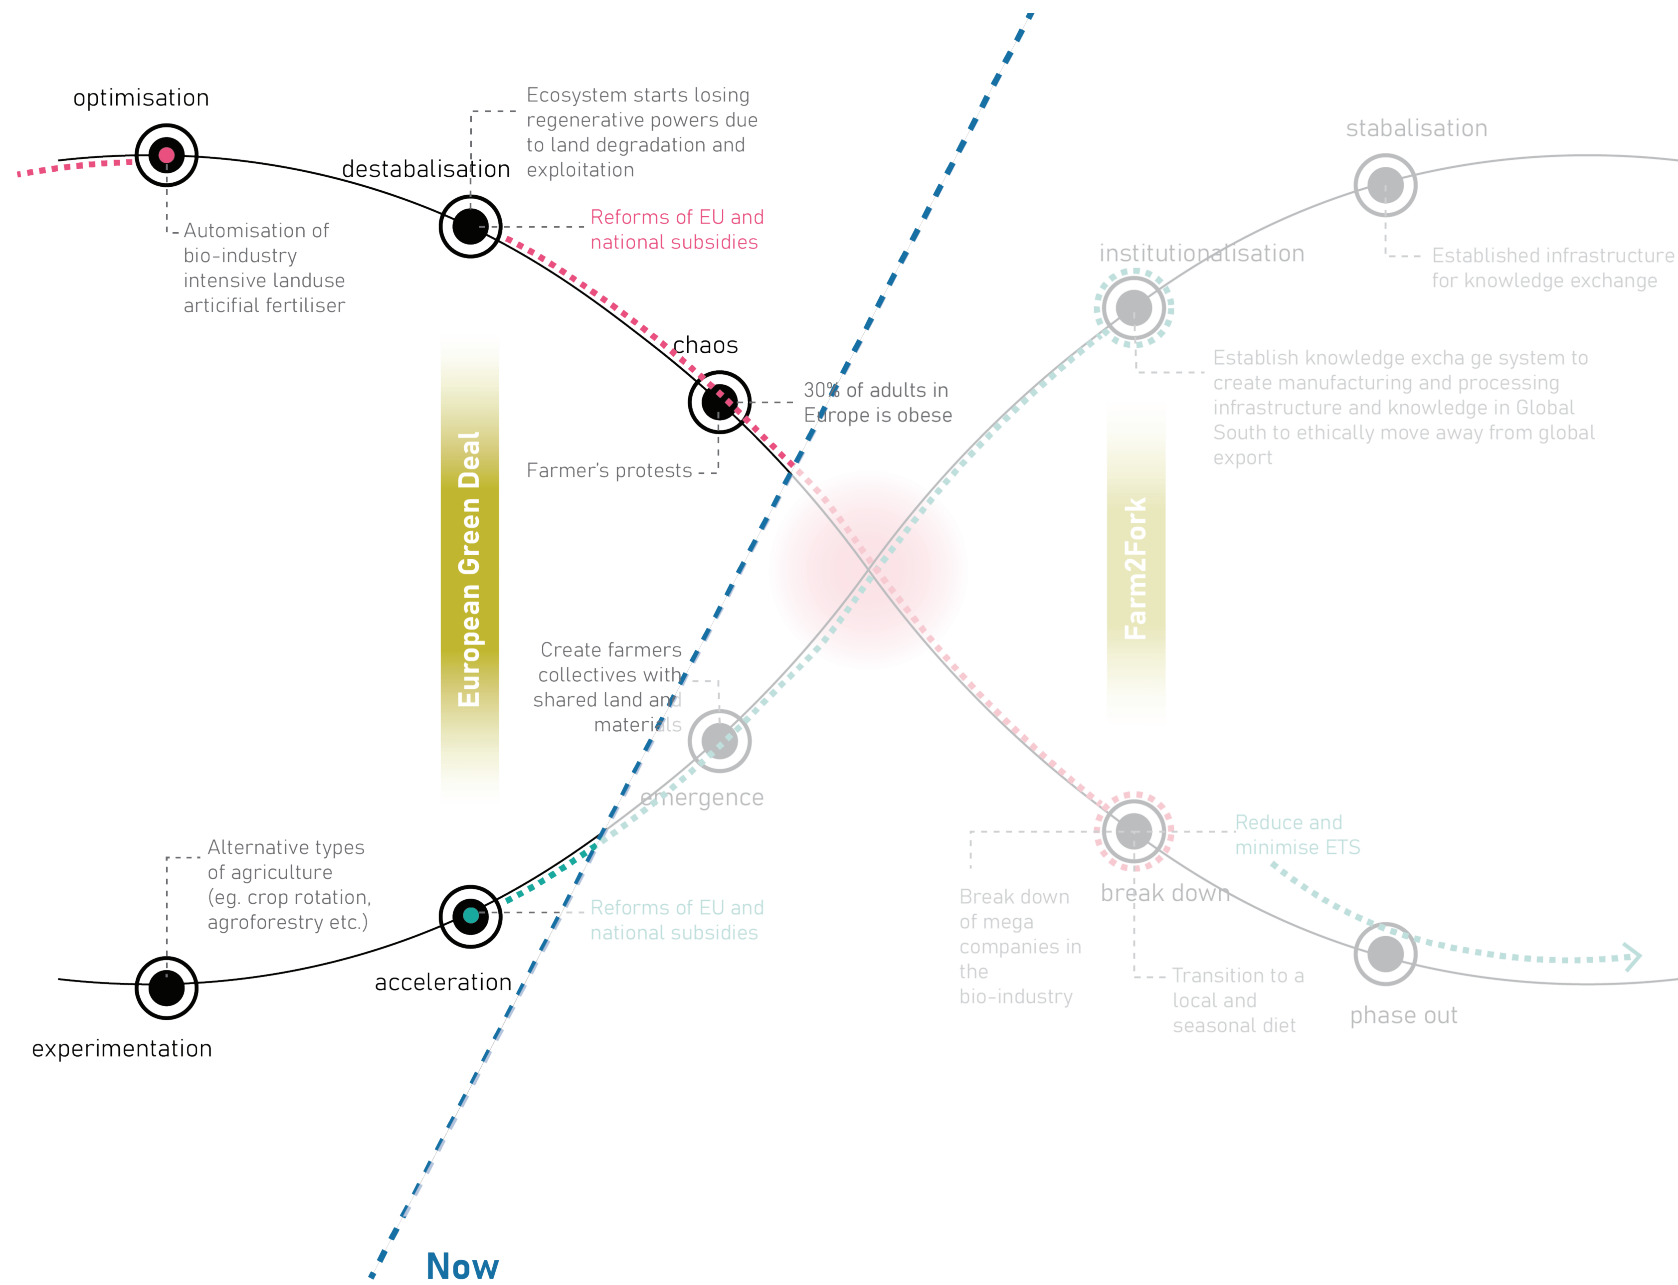 optimisation
Automisation of
bio-industry
intensive landuse
articifial fertiliser
destabalisation
Ecosystem starts losing
regenerative powers due
to land degradation and
exploitation
Reforms of EU and
national subsidies
chaos
30% of adults in
Europe is obese
Farmer's protests
European Green Deal
stabalisation
Established infrastructure
for knowledge exchange
institutionalisation
Establish knowledge excha ge system to
create manufacturing and processing
infrastructure and knowledge in Global
South to ethically move away from global
export
Farm2Fork
Create farmers
collectives with
shared land and
materials
emergence
Alternative types
of agriculture
(eg. crop rotation,
agroforestry etc.)
experimentation
acceleration
Reforms of EU and
national subsidies
Reduce and
minimise ETS
break down
Break down
of mega
companies in
the
bio-industry
Transition to a
local and
seasonal diet
phase out
Now